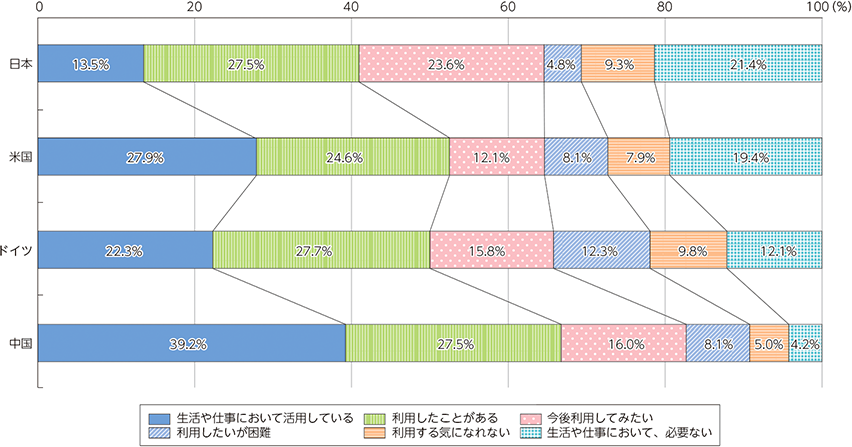 0 20 40 60 80 100 (%)
日本 13.5% 27.5% 23.6% 4.8% 9.3% 21.4%
米国 27.9% 24.6% 12.1% 8.1% 7.9% 19.4%
ドイツ 22.3% 27.7% 15.8% 12.3% 9.8% 12.1%
中国 39.2% 27.5% 16.0% 8.1% 5.0% 4.2%
生活や仕事において活用している 利用したことがある 今後利用してみたい
利用したいが困難 利用する気になれない 生活や仕事において、必要ない